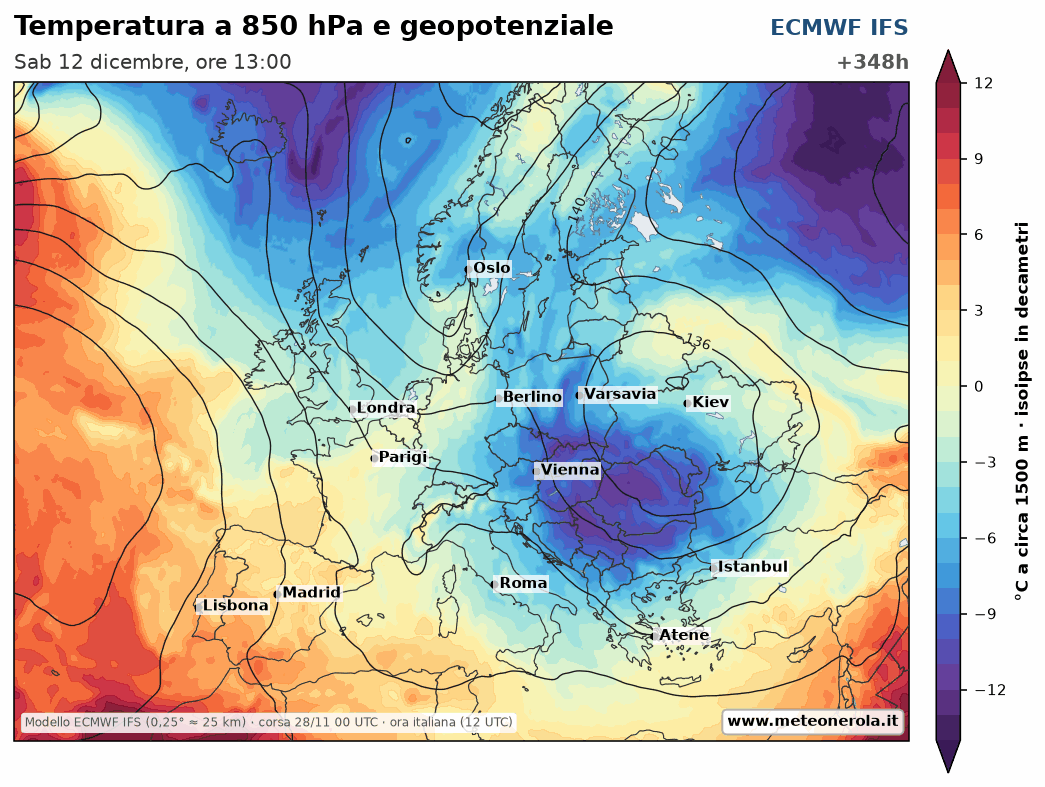 Temperatura a 850 hPa e geopotenziale
ECMWF IFS
Sab 12 dicembre, ore 13:00
+348h
12
9
6
3
0
−3
−6
−9
−12
°C a circa 1500 m · isoipse in decametri
140
Oslo
136
Berlino
Varsavia
Kiev
Londra
Parigi
Vienna
Istanbul
Roma
Madrid
Lisbona
Atene
Modello ECMWF IFS (0,25° ≈ 25 km) · corsa 28/11 00 UTC · ora italiana (12 UTC)
www.meteonerola.it